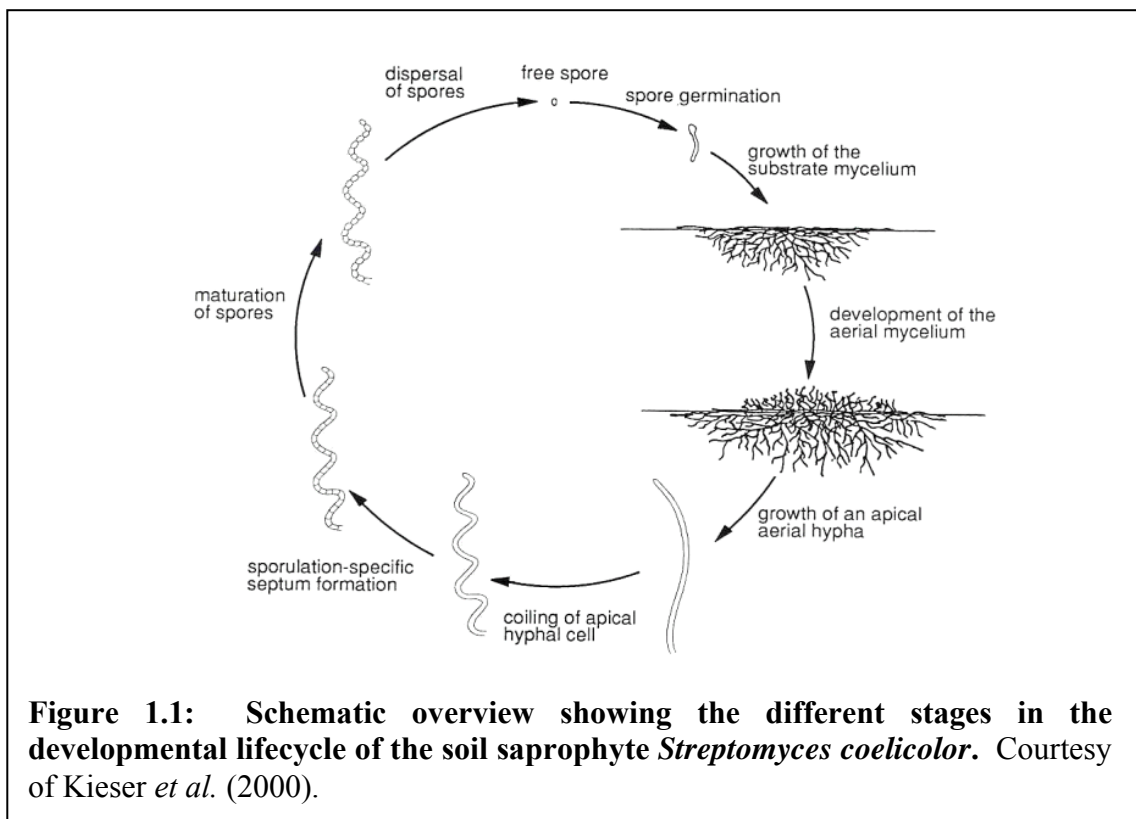 dispersal
of spores
free spore
spore germination
growth of the
substrate mycelium
development of the
aerial mycelium
growth of an apical
aerial hypha
coiling of apical
hyphal cell
sporulation-specific
septum formation
maturation
of spores
Figure 1.1: Schematic overview showing the different stages in the
developmental lifecycle of the soil saprophyte Streptomyces coelicolor. Courtesy
of Kieser et al. (2000).